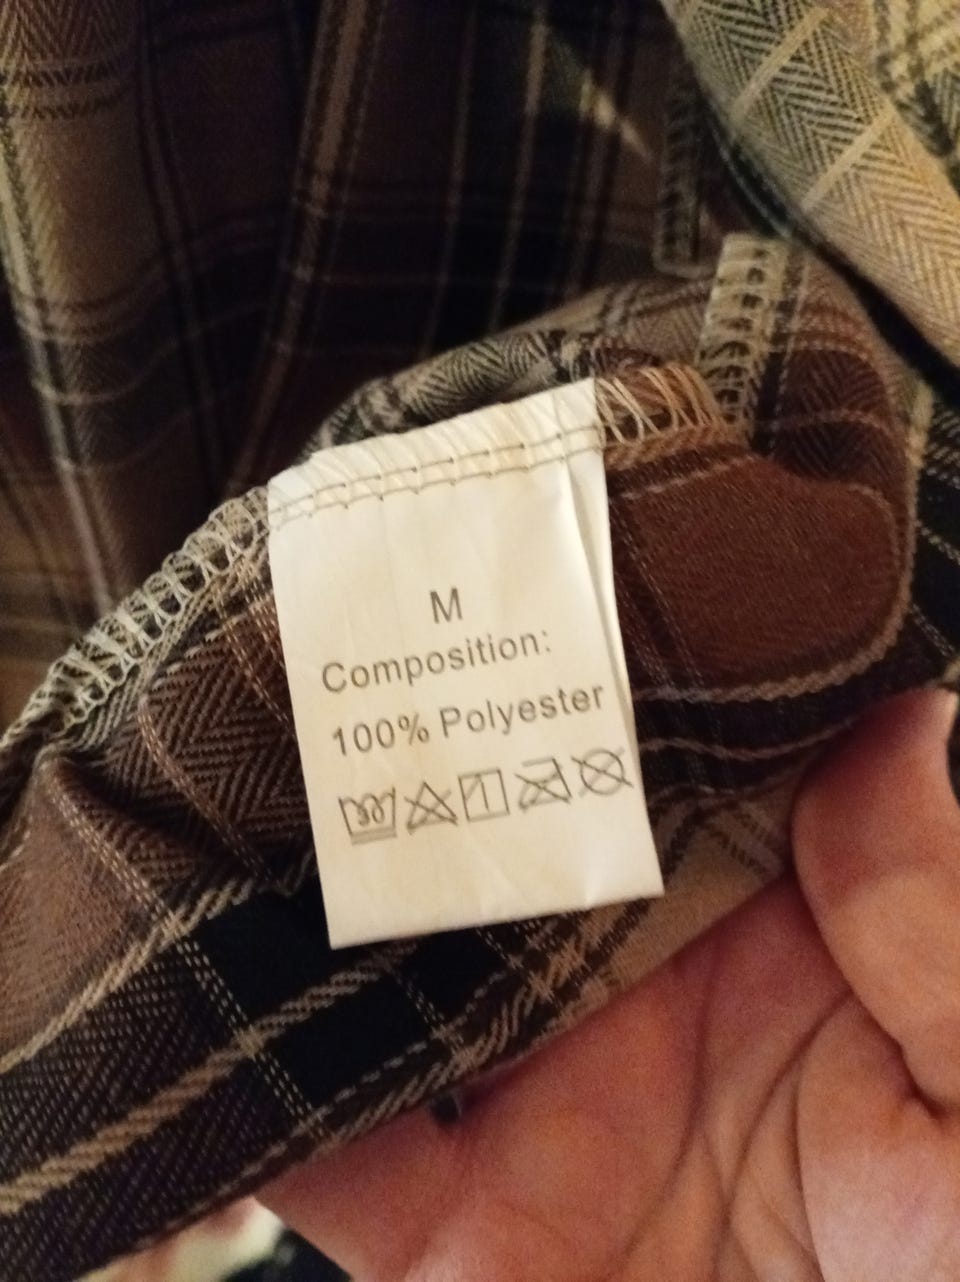 M
Composition:
100% Polyester
30